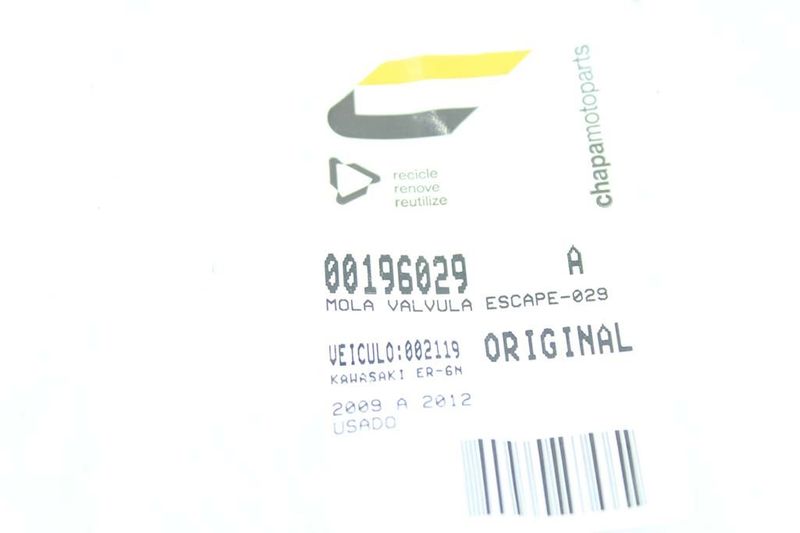 chapamotoparts
recicle
renove
reutilize
00196029 A
MOLA VALVULA ESCAPE-029
VEICULO:002119 ORIGINAL
KAWASAKI ER-6N
2009 A 2012
USADO